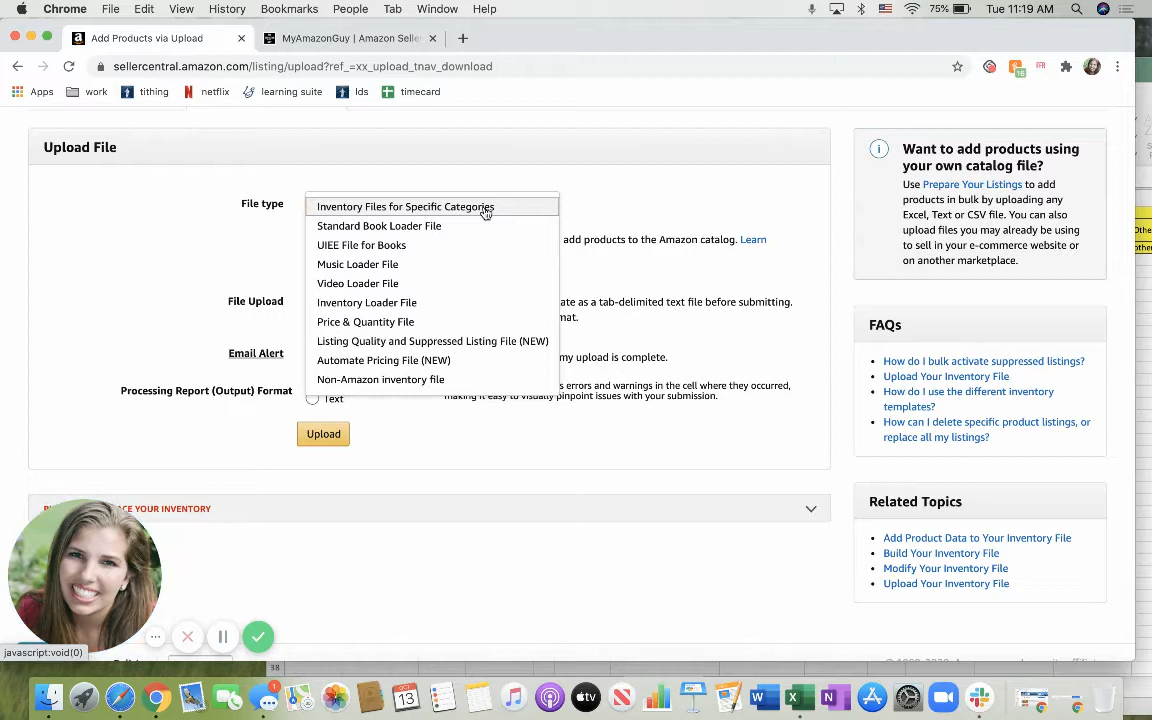 Chrome File Edit View History Bookmarks People Tab Window Help 75% Tue 11:19 AM
Add Products via Upload MyAmazonGuy | Amazon Selle
sellercentral.amazon.com/listing/upload?ref_=xx_upload_tnav_download
FFR
16
Apps work tithing netflix learning suite lds timecard
Upload File
File type
Inventory Files for Specific Categories
Standard Book Loader File
UIEE File for Books
Music Loader File
Video Loader File
Inventory Loader File
Price & Quantity File
Listing Quality and Suppressed Listing File (NEW)
Automate Pricing File (NEW)
Non-Amazon inventory file
add products to the Amazon catalog. Learn
File Upload
ate as a tab-delimited text file before submitting.
mat.
Email Alert
my upload is complete.
Processing Report (Output) Format
s errors and warnings in the cell where they occurred,
making it easy to visually pinpoint issues with your submission.
Text
Upload
ACE YOUR INVENTORY
Want to add products using
your own catalog file?
Use Prepare Your Listings to add
products in bulk by uploading any
Excel, Text or CSV file. You can also
upload files you may already be using
to sell in your e-commerce website or
on another marketplace.
FAQs
How do I bulk activate suppressed listings?
Upload Your Inventory File
How do I use the different inventory
templates?
How can I delete specific product listings, or
replace all my listings?
Related Topics
Add Product Data to Your Inventory File
Build Your Inventory File
Modify Your Inventory File
Upload Your Inventory File
Othe
other
javascript:void(0)
38
OCT
13
1
tv